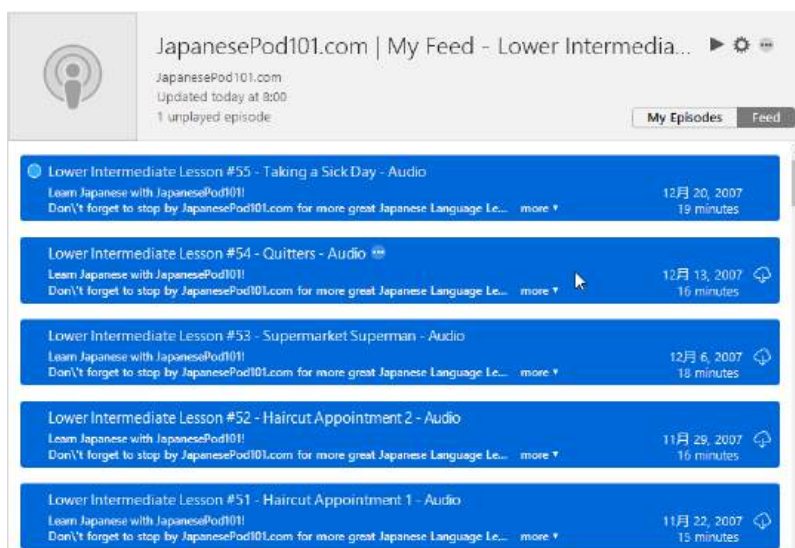 JapanesePod101.com | My Feed - Lower Intermedia...
JapanesePod101.com
Updated today at 8:00
1 unplayed episode
My Episodes
Feed
Lower Intermediate Lesson #55 - Taking a Sick Day - Audio
Learn Japanese with JapanesePod101!
12月 20, 2007
Don\'t forget to stop by JapanesePod101.com for more great Japanese Language Le... more
19 minutes
Lower Intermediate Lesson #54 - Quitters - Audio
Learn Japanese with JapanesePod101!
12月 13, 2007
Don\'t forget to stop by JapanesePod101.com for more great Japanese Language Le... more
16 minutes
Lower Intermediate Lesson #53 - Supermarket Superman - Audio
Learn Japanese with JapanesePod101!
12月 6, 2007
Don\'t forget to stop by JapanesePod101.com for more great Japanese Language Le... more
18 minutes
Lower Intermediate Lesson #52 - Haircut Appointment 2 - Audio
Learn Japanese with JapanesePod101!
11月 29, 2007
Don\'t forget to stop by JapanesePod101.com for more great Japanese Language Le... more
16 minutes
Lower Intermediate Lesson #51 - Haircut Appointment 1 - Audio
Learn Japanese with JapanesePod101!
11月 22, 2007
Don\'t forget to stop by JapanesePod101.com for more great Japanese Language Le... more
15 minutes